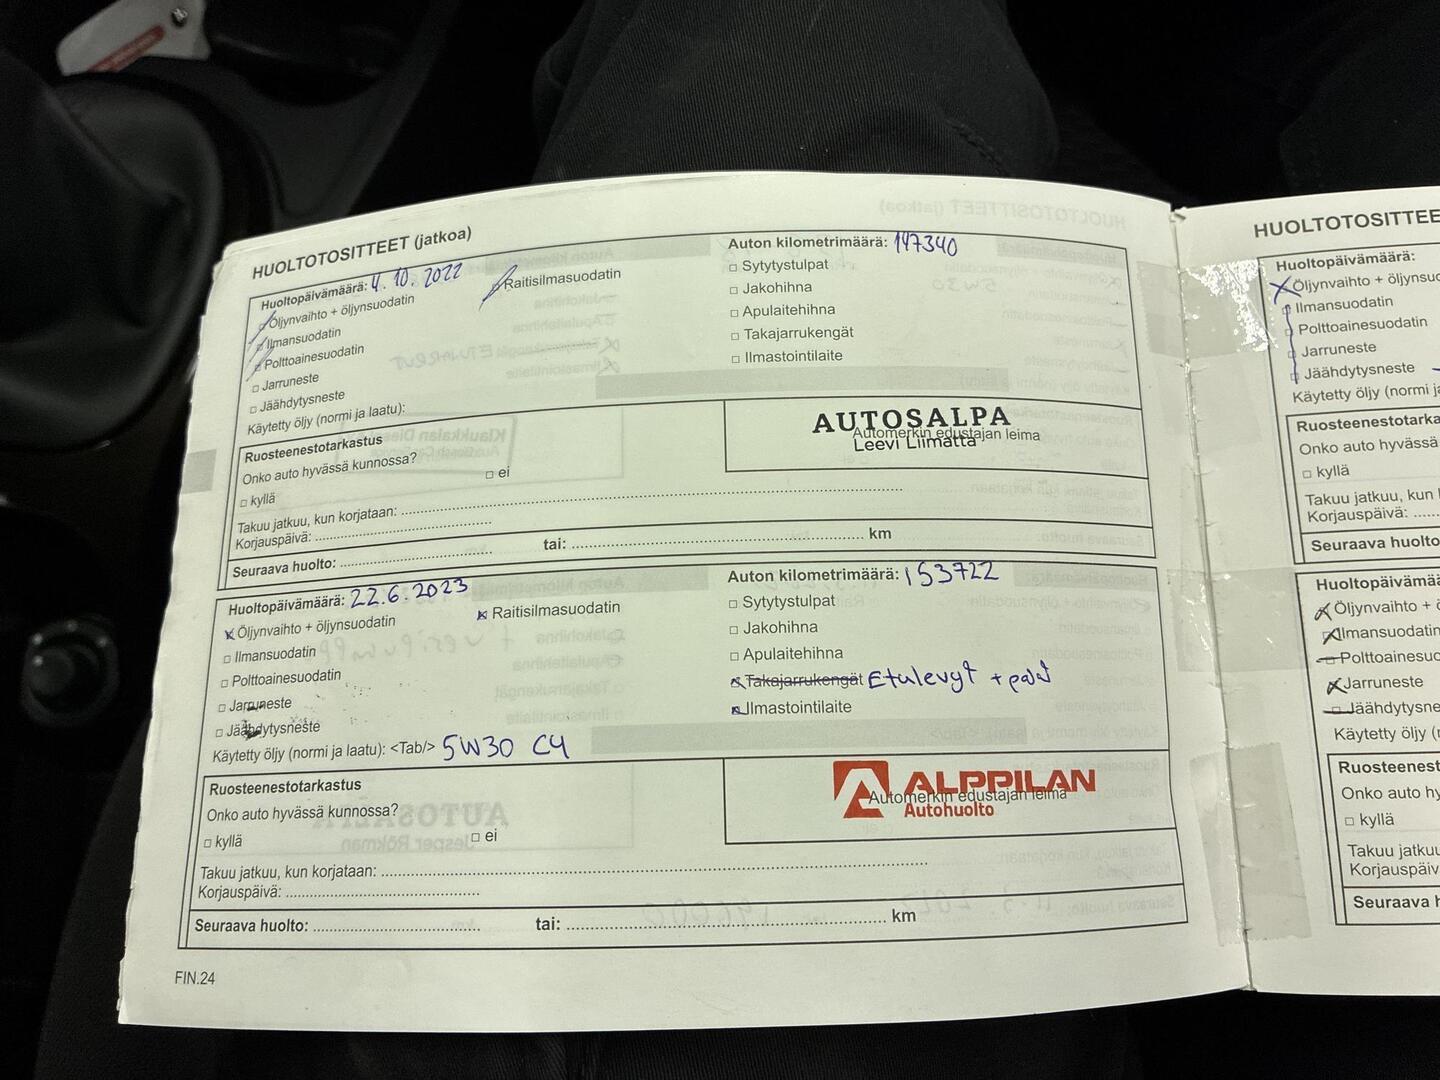 HUOLTOTOSITTEET (jatkoa)
Huoltopäivämäärä: 4.10.2022
Auton kilometrimäärä: 147340
Öljynvaihto + öljynsuodatin
Raitisilmasuodatin
Sytytystulpat
Ilmansuodatin
Jakohihna
Polttoainesuodatin
Apulaitehihna
Jarruneste
Takajarrukengät
Jäähdytysneste
Ilmastointilaite
Käytetty öljy (normi ja laatu):
Ruosteenestotarkastus
AUTOSALPA
Automerkin edustajan leima
Leevi Liimatta
Onko auto hyvässä kunnossa?
kyllä
ei
Takuu jatkuu, kun korjataan:
Korjauspäivä:
Seuraava huolto:
tai:
km
Huoltopäivämäärä: 22.6.2023
Auton kilometrimäärä: 153722
Öljynvaihto + öljynsuodatin
Raitisilmasuodatin
Sytytystulpat
Ilmansuodatin
Jakohihna
Polttoainesuodatin
Apulaitehihna
Jarruneste
Takajarrukengät Etulevyt + palat
Jäähdytysneste
Ilmastointilaite
Käytetty öljy (normi ja laatu): <Tab/> 5W30 C4
Ruosteenestotarkastus
ALPPILAN
Automerkin edustajan leima
Autohuolto
Onko auto hyvässä kunnossa?
kyllä
ei
Takuu jatkuu, kun korjataan:
Korjauspäivä:
Seuraava huolto:
tai:
km
FIN.24
HUOLTOTOSITTEE
Huoltopäivämäärä:
Öljynvaihto + öljynsuo
Ilmansuodatin
Polttoainesuodatin
Jarruneste
Jäähdytysneste
Käytetty öljy (normi ja l
Ruosteenestotarka
Onko auto hyvässä
kyllä
Takuu jatkuu, kun k
Korjauspäivä:
Seuraava huolto
Huoltopäivämää
Öljynvaihto + ö
Ilmansuodatin
Polttoainesuo
Jarruneste
Jäähdytysne
Käytetty öljy (n
Ruosteenest
Onko auto hyv
kyllä
Takuu jatku
Korjauspäiv
Seuraava h